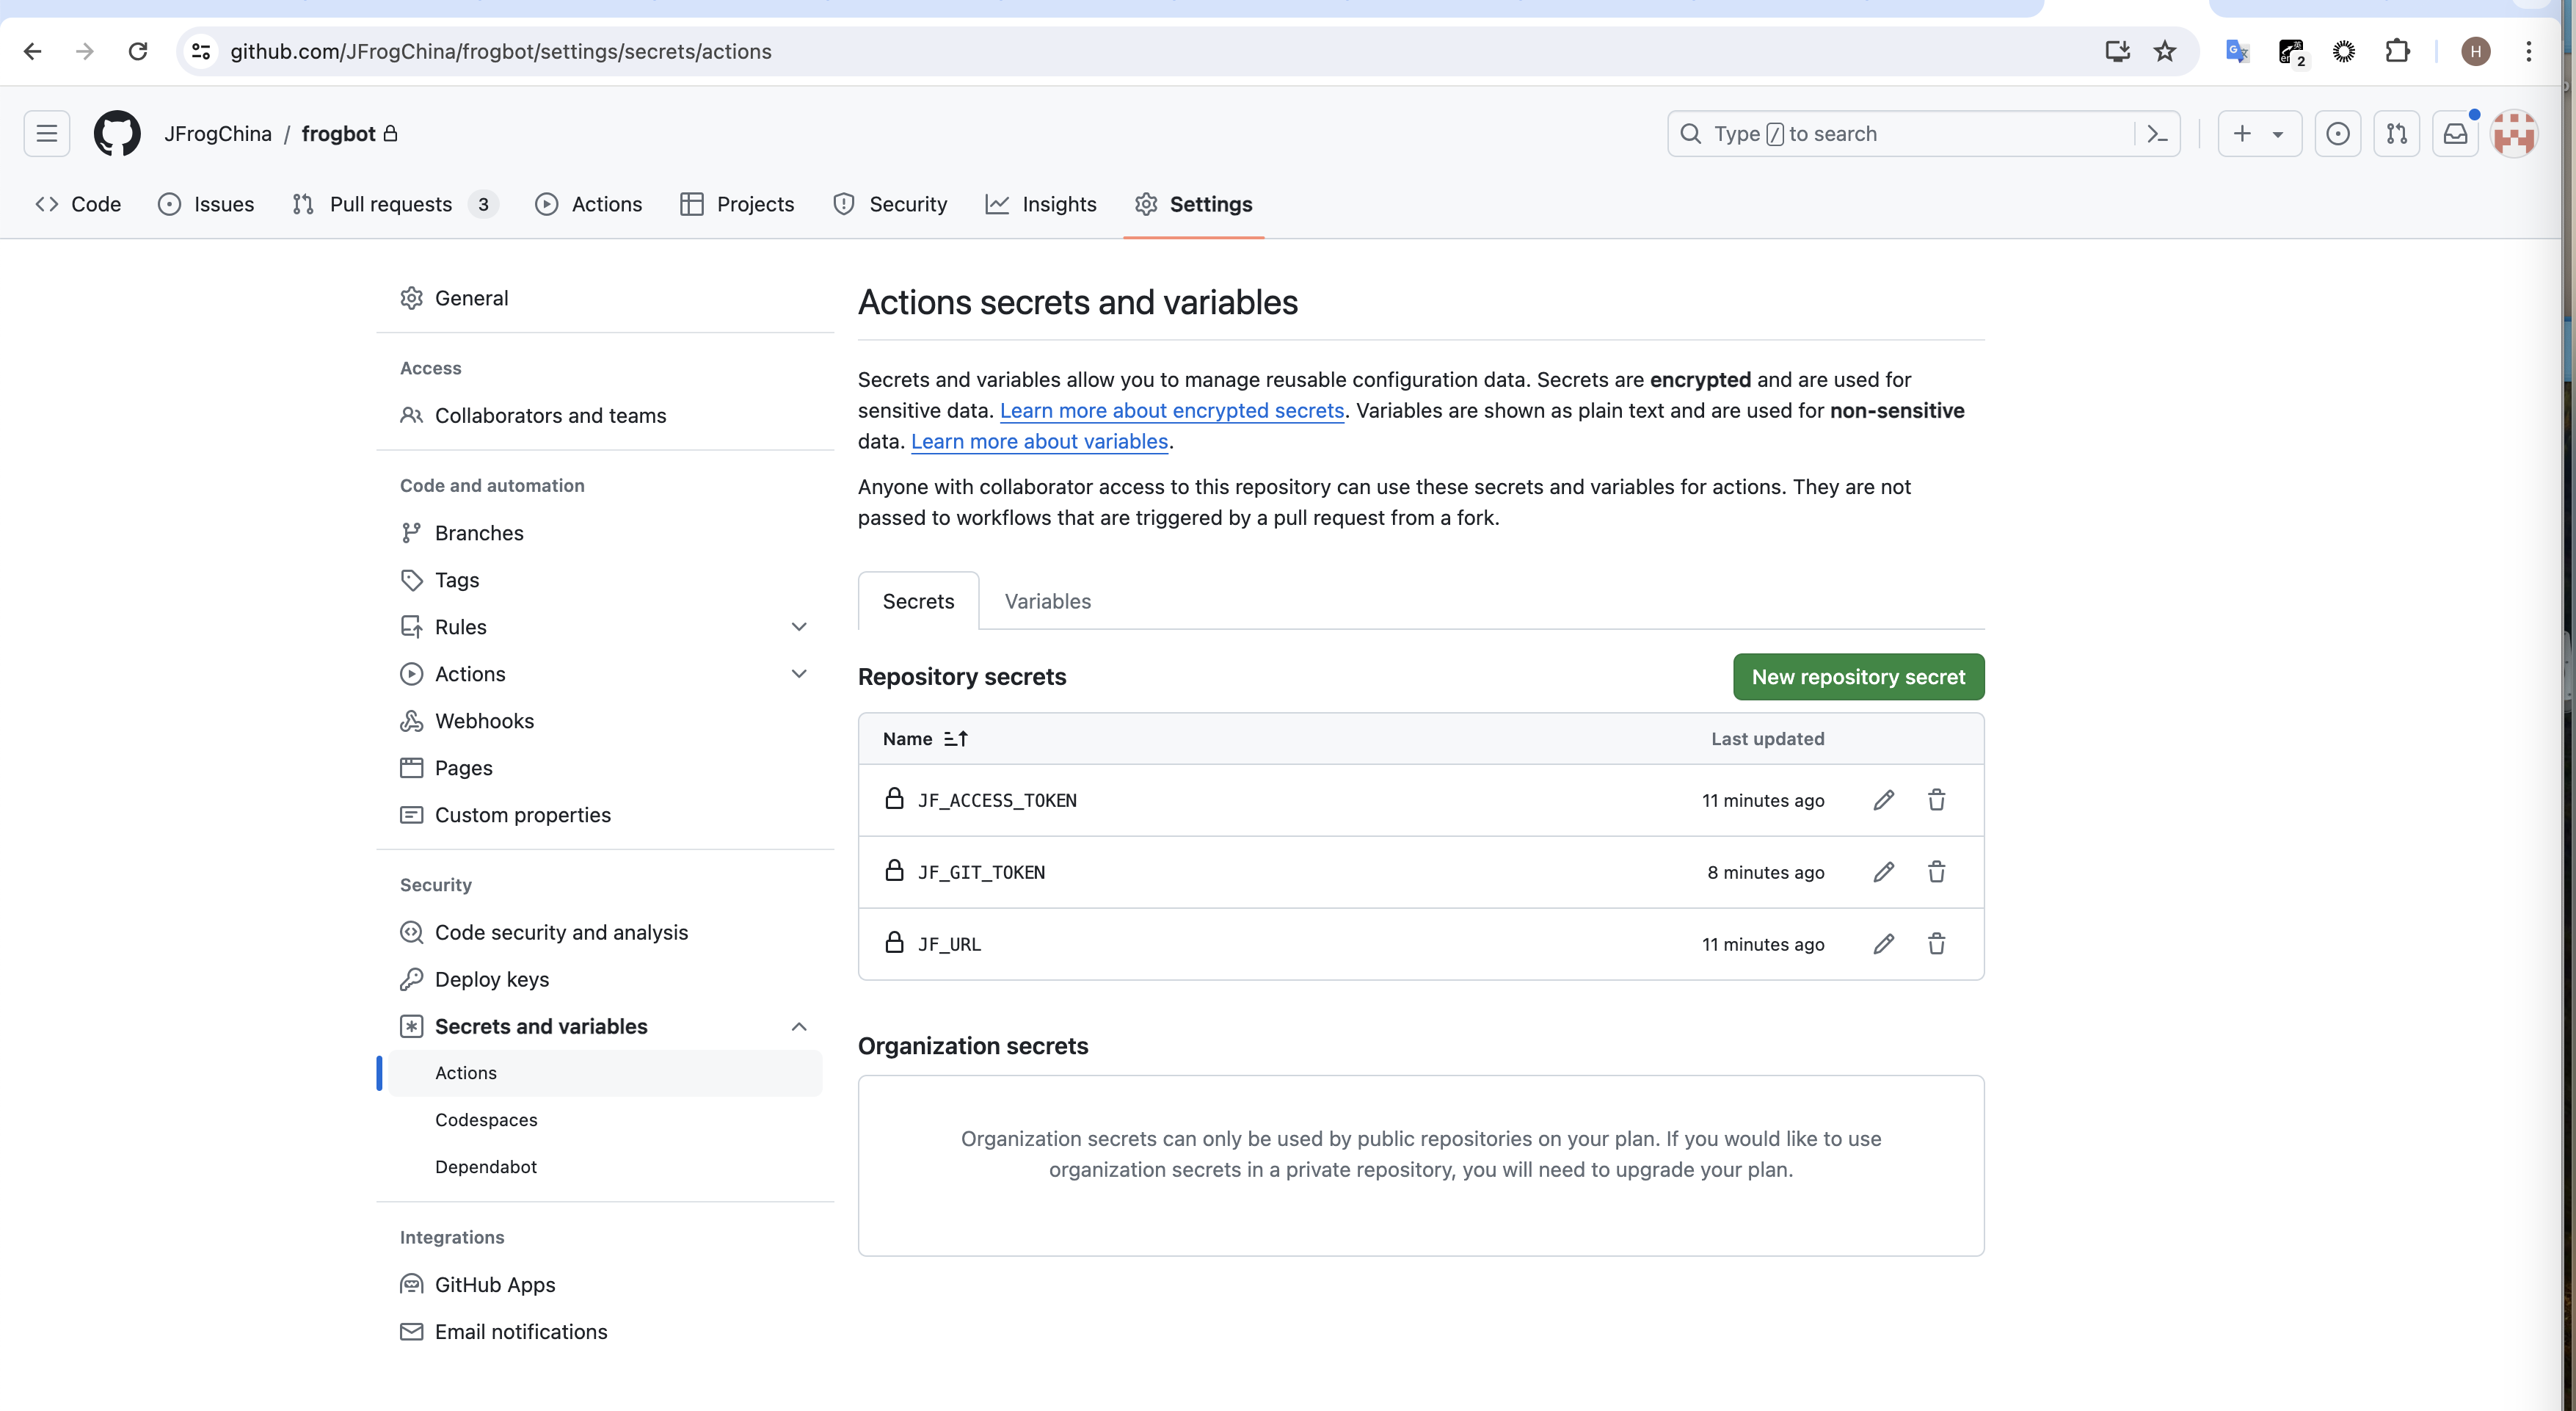 github.com/JFrogChina/frogbot/settings/secrets/actions
2
H
JFrogChina / frogbot
Type / to search
Code
Issues
Pull requests 3
Actions
Projects
Security
Insights
Settings
General
Access
Collaborators and teams
Code and automation
Branches
Tags
Rules
Actions
Webhooks
Pages
Custom properties
Security
Code security and analysis
Deploy keys
Secrets and variables
Actions
Codespaces
Dependabot
Integrations
GitHub Apps
Email notifications
Actions secrets and variables
Secrets and variables allow you to manage reusable configuration data. Secrets are encrypted and are used for
sensitive data. Learn more about encrypted secrets. Variables are shown as plain text and are used for non-sensitive
data. Learn more about variables.
Anyone with collaborator access to this repository can use these secrets and variables for actions. They are not
passed to workflows that are triggered by a pull request from a fork.
Secrets
Variables
Repository secrets
New repository secret
Name
Last updated
JF_ACCESS_TOKEN
11 minutes ago
JF_GIT_TOKEN
8 minutes ago
JF_URL
11 minutes ago
Organization secrets
Organization secrets can only be used by public repositories on your plan. If you would like to use
organization secrets in a private repository, you will need to upgrade your plan.